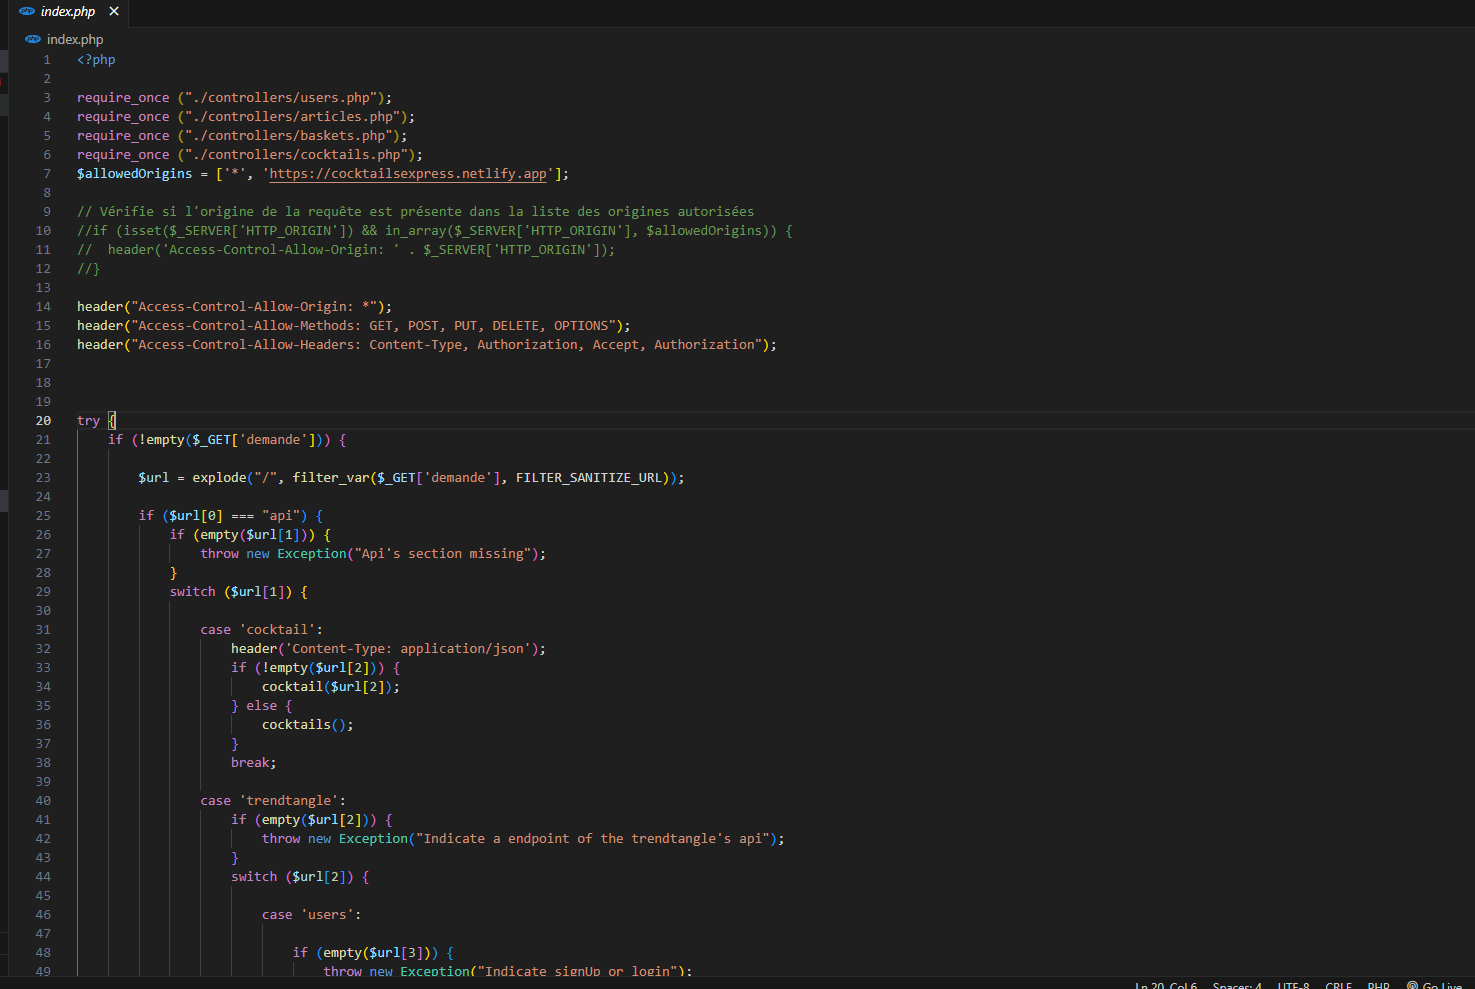 index.php
index.php
1 <?php
2
3 require_once ("./controllers/users.php");
4 require_once ("./controllers/articles.php");
5 require_once ("./controllers/baskets.php");
6 require_once ("./controllers/cocktails.php");
7 $allowedOrigins = ['*', 'https://cocktailsexpress.netlify.app'];
8
9 // Vérifie si l'origine de la requête est présente dans la liste des origines autorisées
10 //if (isset($_SERVER['HTTP_ORIGIN']) && in_array($_SERVER['HTTP_ORIGIN'], $allowedOrigins)) {
11 //  header('Access-Control-Allow-Origin: ' . $_SERVER['HTTP_ORIGIN']);
12 //}
13
14 header("Access-Control-Allow-Origin: *");
15 header("Access-Control-Allow-Methods: GET, POST, PUT, DELETE, OPTIONS");
16 header("Access-Control-Allow-Headers: Content-Type, Authorization, Accept, Authorization");
17
18
19
20 try {
21     if (!empty($_GET['demande'])) {
22
23         $url = explode("/", filter_var($_GET['demande'], FILTER_SANITIZE_URL));
24
25         if ($url[0] === "api") {
26             if (empty($url[1])) {
27                 throw new Exception("Api's section missing");
28             }
29             switch ($url[1]) {
30
31                 case 'cocktail':
32                     header('Content-Type: application/json');
33                     if (!empty($url[2])) {
34                         cocktail($url[2]);
35                     } else {
36                         cocktails();
37                     }
38                     break;
39
40                 case 'trendtangle':
41                     if (empty($url[2])) {
42                         throw new Exception("Indicate a endpoint of the trendtangle's api");
43                     }
44                     switch ($url[2]) {
45
46                         case 'users':
47
48                             if (empty($url[3])) {
49                                 throw new Exception("Indicate signUp or login");
Ln 20, Col 6 Spaces: 4 UTF-8 CRLF PHP Go Live